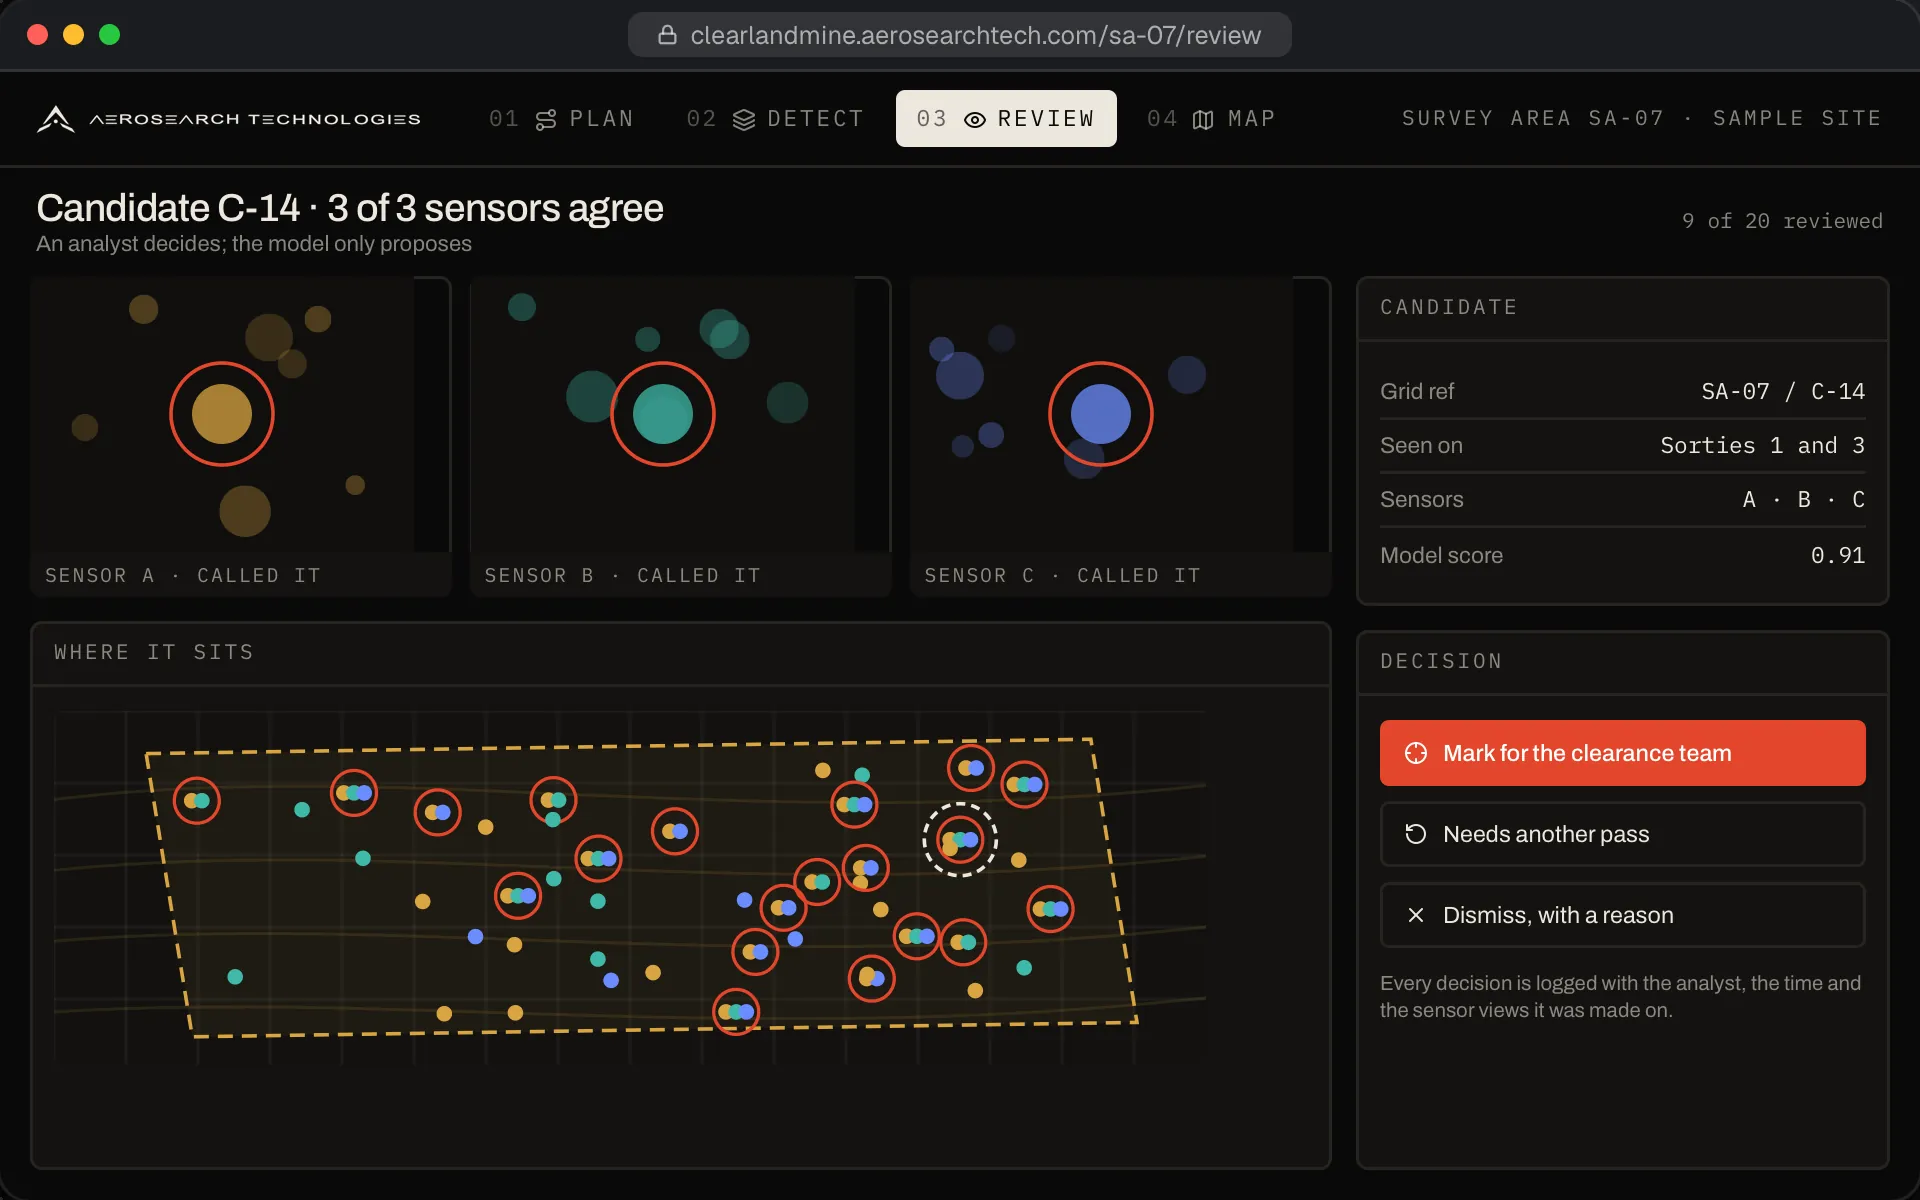 clearlandmine.aerosearchtech.com/sa-07/review
AEROSEARCH TECHNOLOGIES
01 PLAN
02 DETECT
03 REVIEW
04 MAP
SURVEY AREA SA-07 · SAMPLE SITE
Candidate C-14 · 3 of 3 sensors agree
An analyst decides; the model only proposes
9 of 20 reviewed
SENSOR A · CALLED IT
SENSOR B · CALLED IT
SENSOR C · CALLED IT
CANDIDATE
Grid ref SA-07 / C-14
Seen on Sorties 1 and 3
Sensors A · B · C
Model score 0.91
WHERE IT SITS
DECISION
Mark for the clearance team
Needs another pass
Dismiss, with a reason
Every decision is logged with the analyst, the time and
the sensor views it was made on.